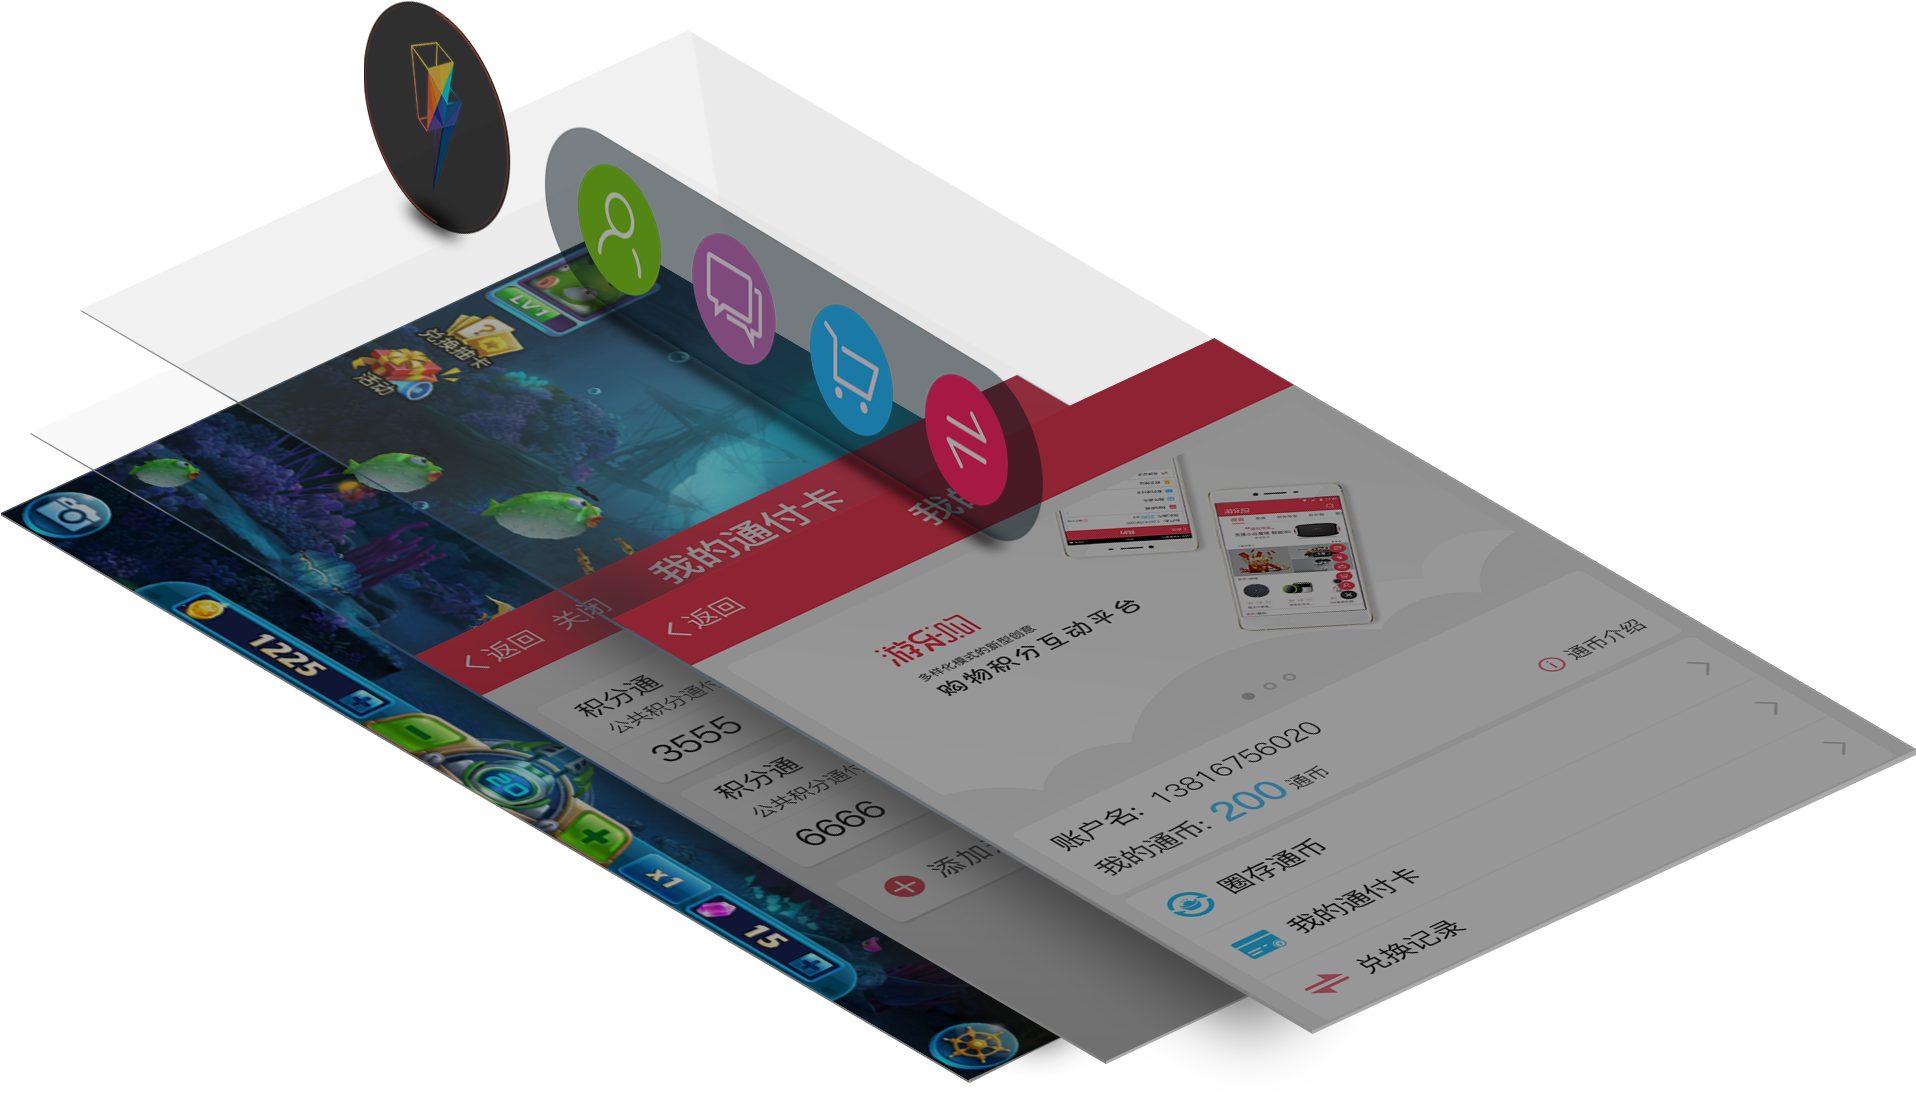 LV1
兑换抽卡
活动
1225
20
x1
15
我的通付卡
返回 关闭
积分通
公共积分通付
3555
积分通
公共积分通付
6666
添加
我的
返回
游乐购
多样化模式的新型创意
购物积分互动平台
通币介绍
账户名: 13816756020
我的通币: 200 通币
圈存通币
我的通付卡
兑换记录